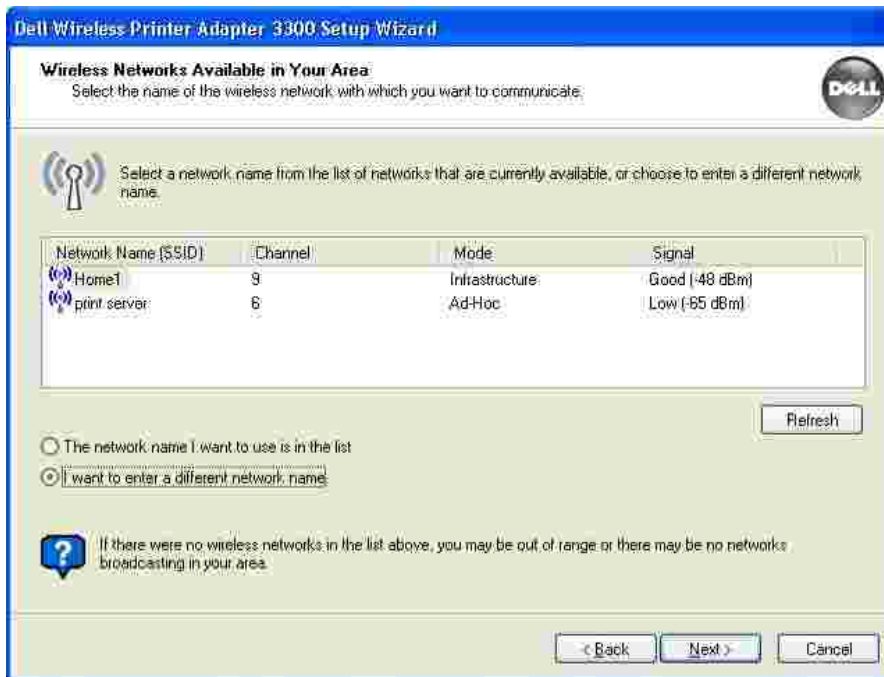 Dell Wireless Printer Adapter 3300 Setup Wizard
Wireless Networks Available in Your Area
Select the name of the wireless network with which you want to communicate.
DELL
Select a network name from the list of networks that are currently available, or choose to enter a different network
name.
Network Name (SSID) Channel Mode Signal
Home1 9 Infrastructure Good (-48 dBm)
print server 6 Ad-Hoc Low (-65 dBm)
Refresh
The network name I want to use is in the list
I want to enter a different network name
If there were no wireless networks in the list above, you may be out of range or there may be no networks
broadcasting in your area.
< Back Next > Cancel